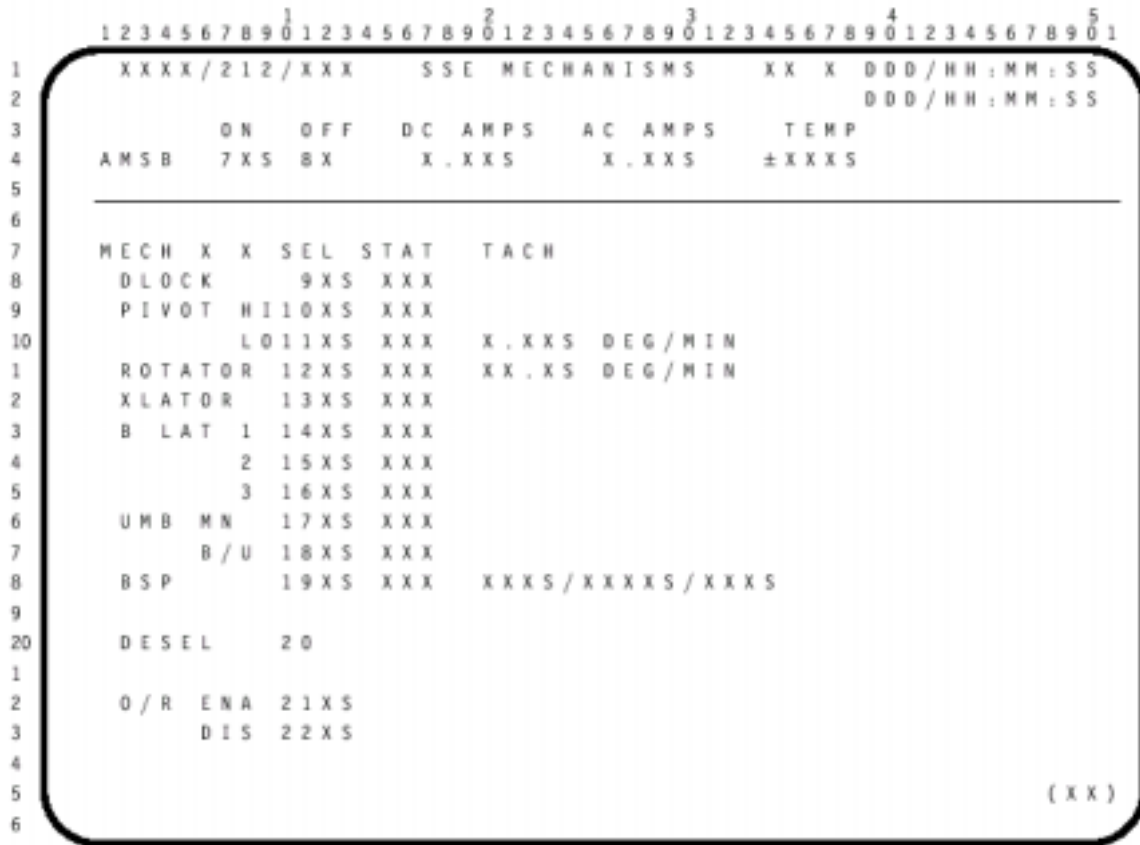 1 2 3 4 5
1 2 3 4 5 6 7 8 9 0 1 2 3 4 5 6 7 8 9 0 1 2 3 4 5 6 7 8 9 0 1 2 3 4 5 6 7 8 9 0 1 2 3 4 5 6 7 8 9 0 1
1 XXXX/212/XXX SSE MECHANISMS XX X DDD/HH:MM:SS
2 DDD/HH:MM:SS
3 ON OFF DC AMPS AC AMPS TEMP
4 AMSB 7XS 8X X.XXS X.XXS ±XXXS
5
6
7 MECH X X SEL STAT TACH
8 DLOCK 9XS XXX
9 PIVOT HI10XS XXX
10 LO11XS XXX X.XXS DEG/MIN
1 ROTATOR 12XS XXX XX.XS DEG/MIN
2 XLATOR 13XS XXX
3 B LAT 1 14XS XXX
4 2 15XS XXX
5 3 16XS XXX
6 UMB MN 17XS XXX
7 B/U 18XS XXX
8 BSP 19XS XXX XXXS/XXXXS/XXXS
9
20 DESEL 20
1
2 O/R ENA 21XS
3 DIS 22XS
4
5 (XX)
6